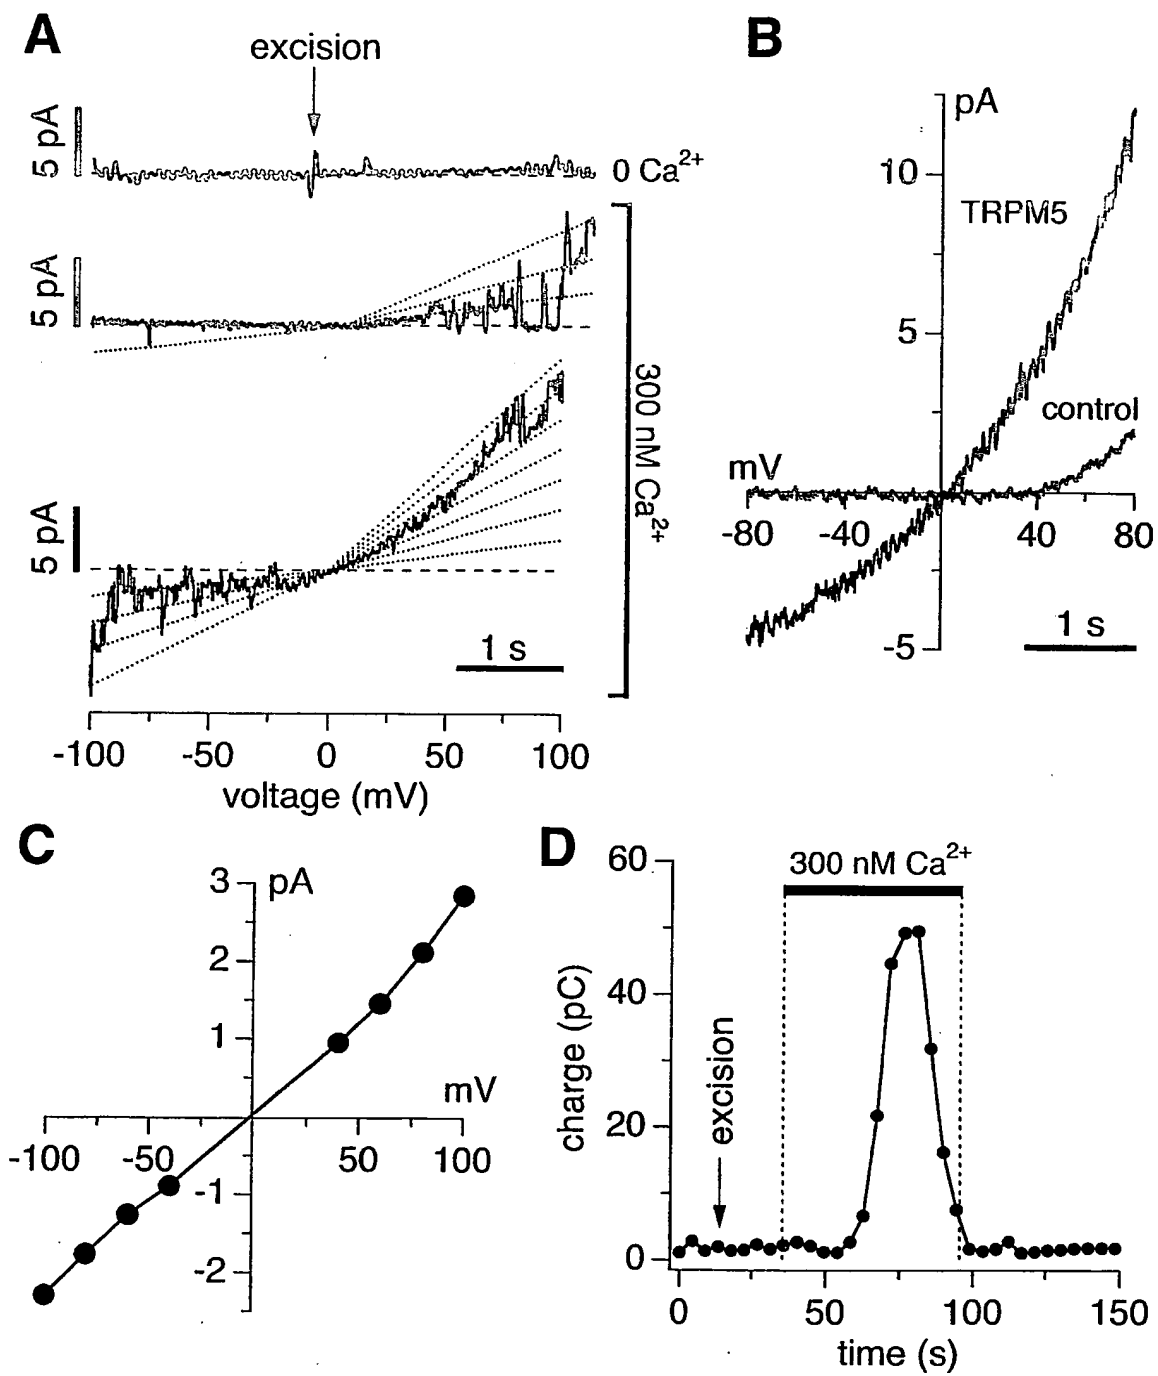 A
excision
5 pA
0 Ca2+
5 pA
300 nM Ca2+
5 pA
1 s
-100 -50 0 50 100
voltage (mV)
B
pA
10
TRPM5
5
control
mV
-80 -40 40 80
-5
1 s
C
3 pA
2
1
mV
-100 -50 50 100
-1
-2
D
300 nM Ca2+
60
40
20
0
charge (pC)
excision
0 50 100 150
time (s)